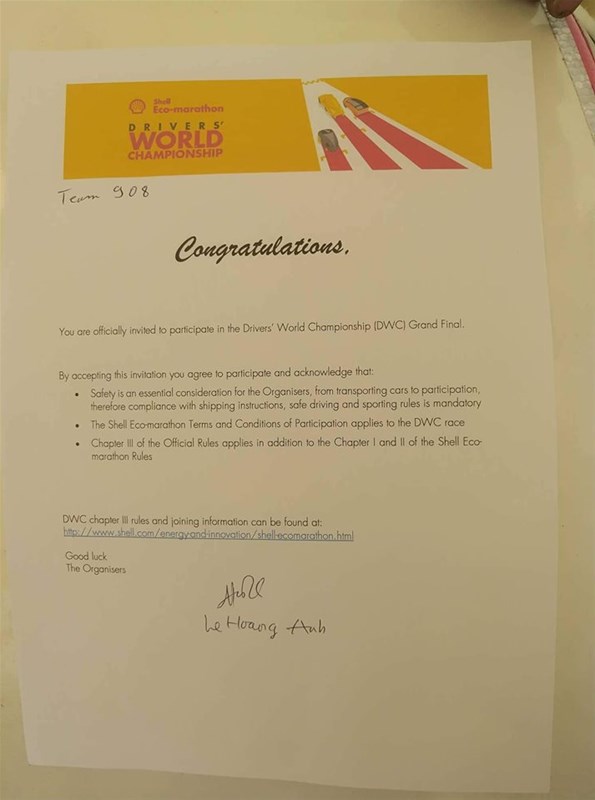 Shell
Eco-marathon
DRIVERS'
WORLD
CHAMPIONSHIP
Team 908
Congratulations.
You are officially invited to participate in the Drivers' World Championship (DWC) Grand Final.
By accepting this invitation you agree to participate and acknowledge that:
• Safety is an essential consideration for the Organisers, from transporting cars to participation,
therefore compliance with shipping instructions, safe driving and sporting rules is mandatory
• The Shell Eco-marathon Terms and Conditions of Participation applies to the DWC race
• Chapter III of the Official Rules applies in addition to the Chapter I and II of the Shell Eco-
marathon Rules
DWC chapter III rules and joining information can be found at:
http://www.shell.com/energy-and-innovation/shell-ecomarathon.html
Good luck
The Organisers
Le Hoang Anh